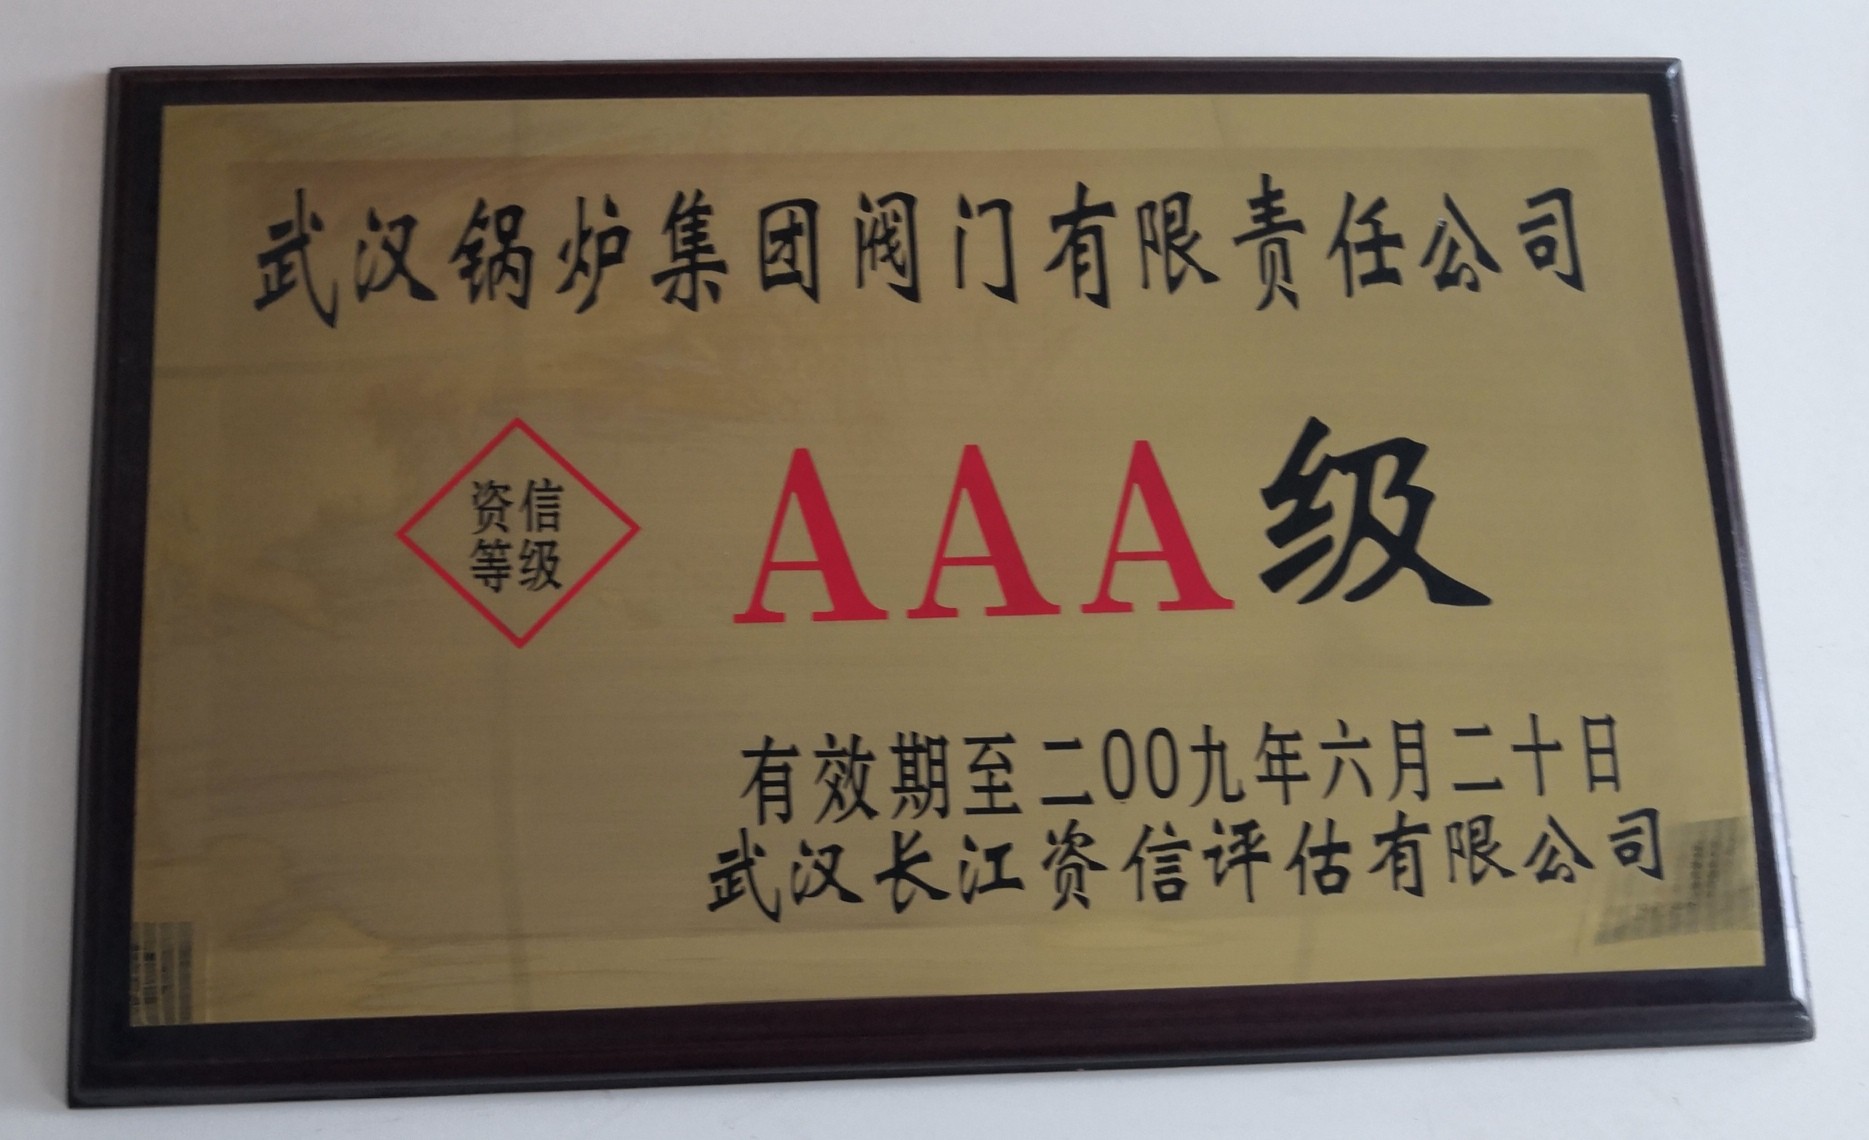 武汉锅炉集团阀门有限责任公司
资信
等级
AAA级
有效期至二00九年六月二十日
武汉长江资信评估有限公司